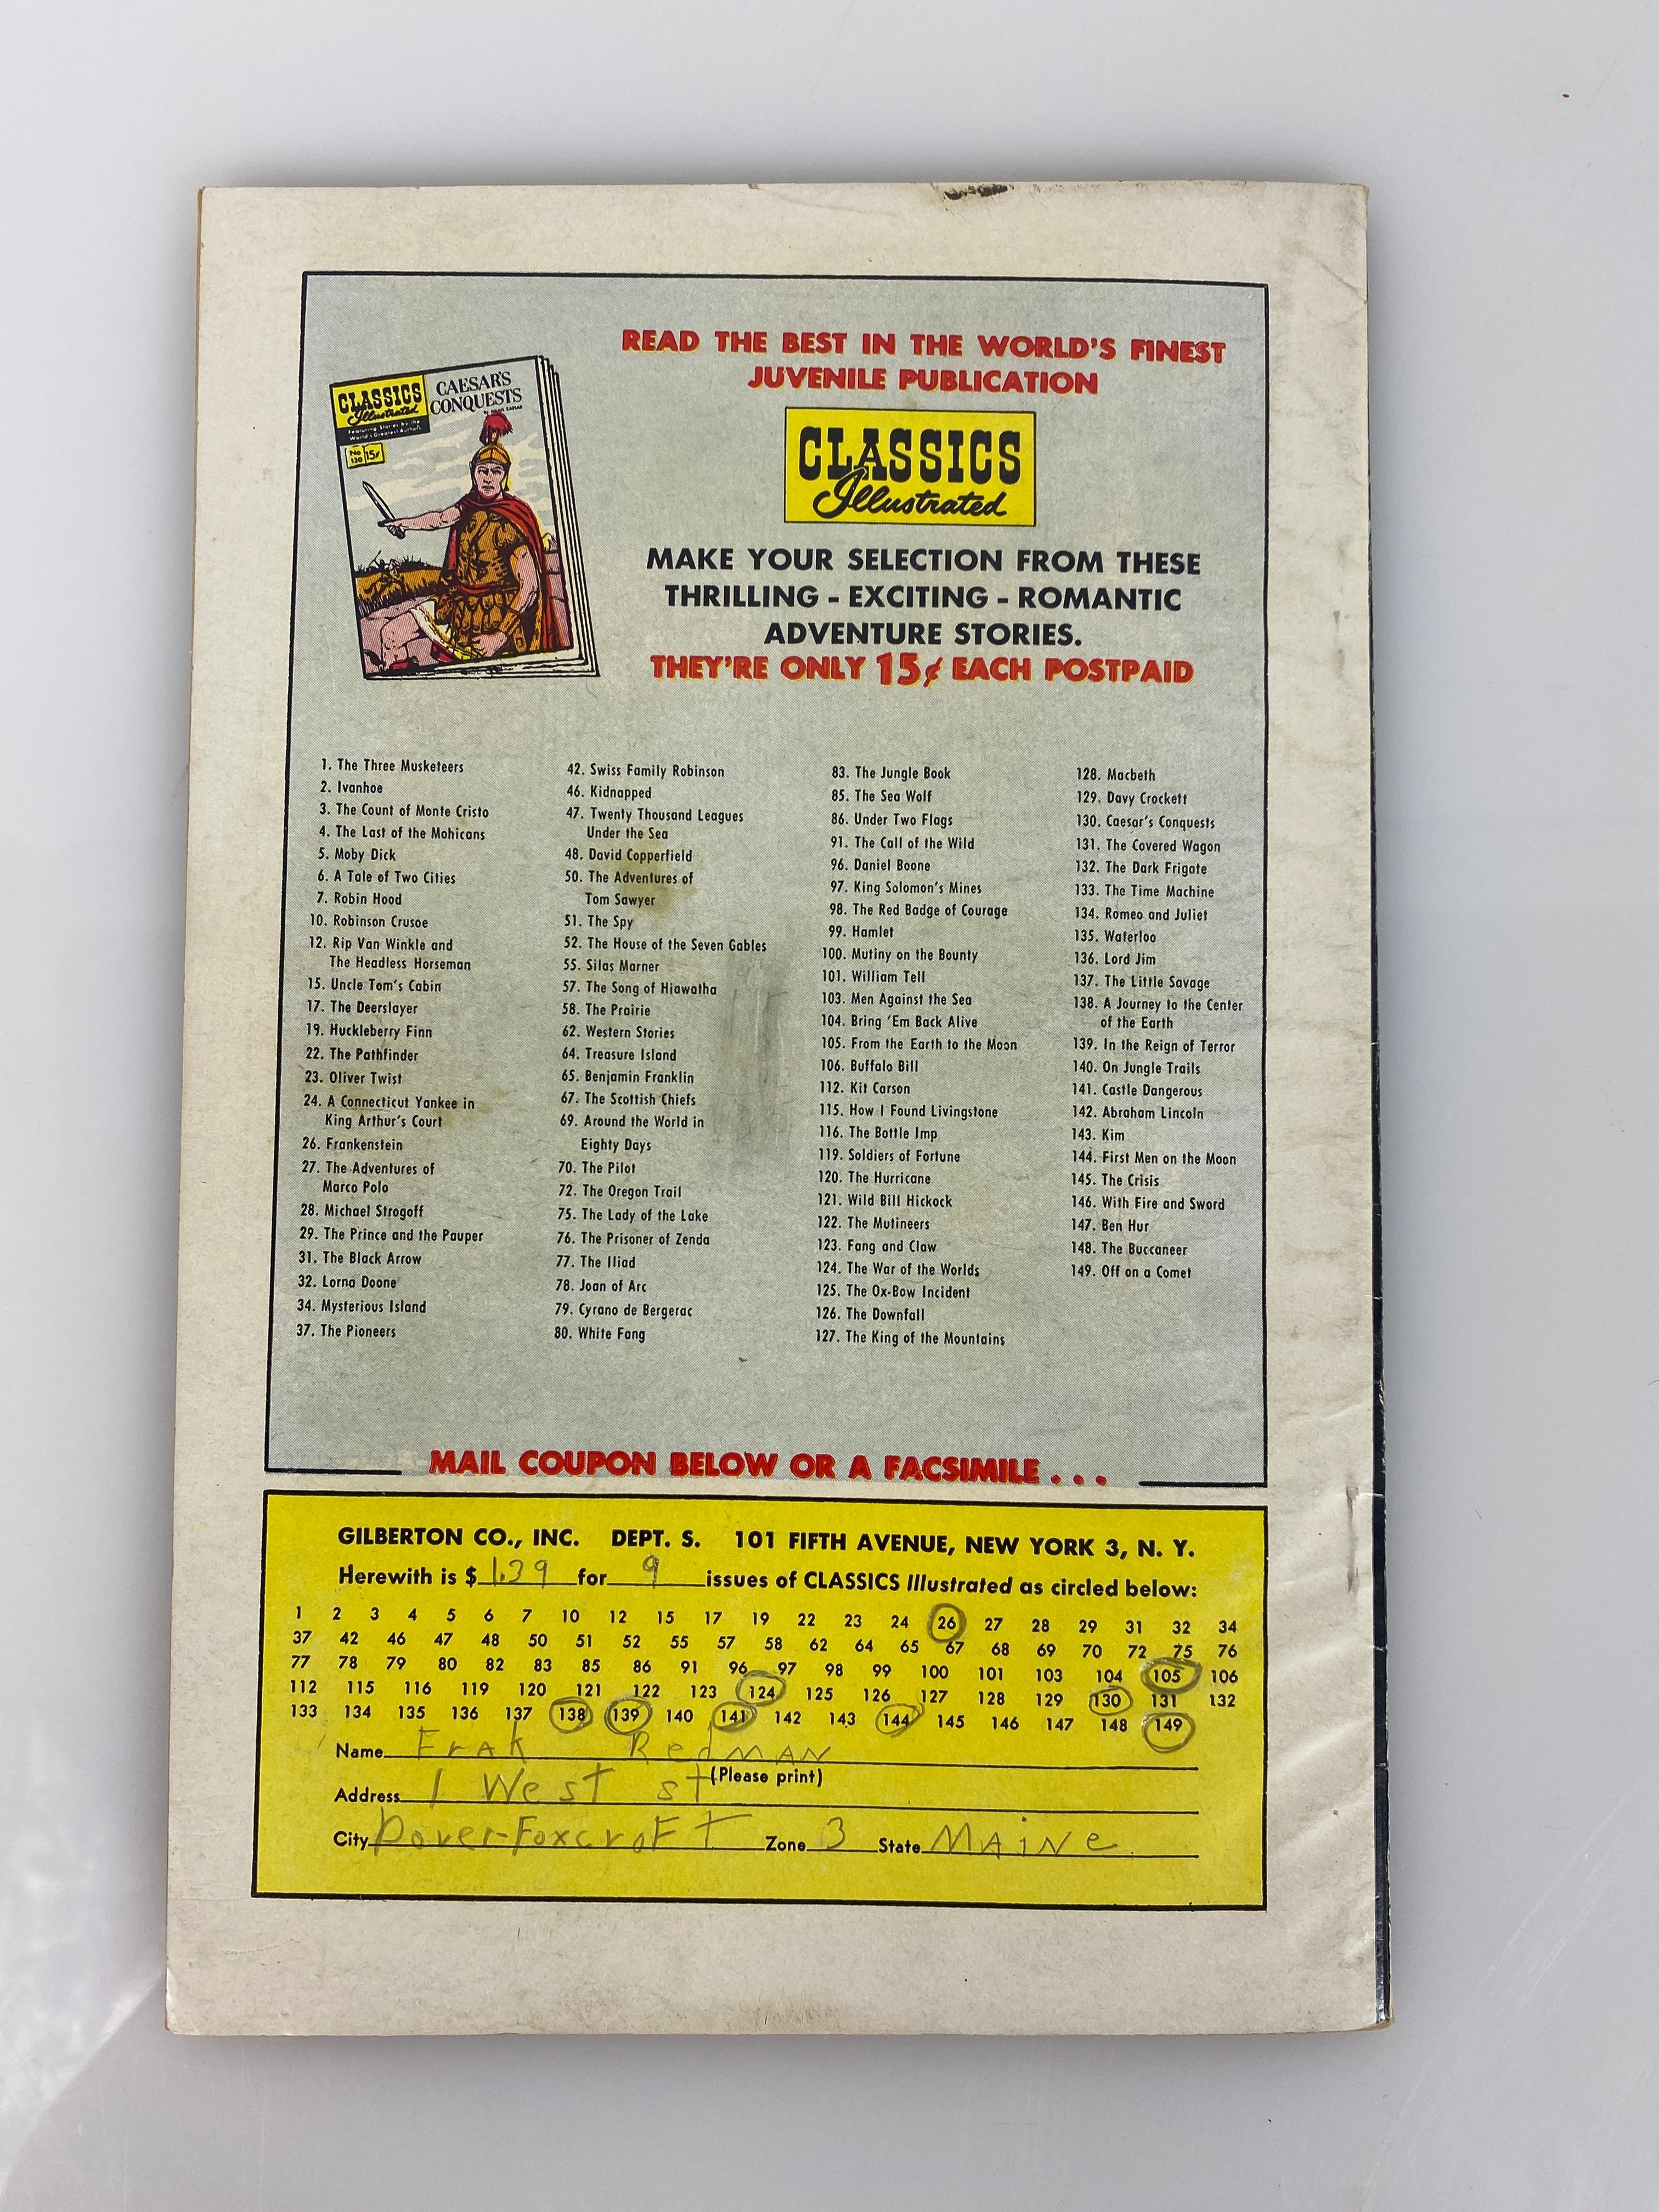 CLASSICS
Illustrated
Featuring Stories by the
World's Greatest Authors
No 130 15¢
CAESAR'S
CONQUESTS
READ THE BEST IN THE WORLD'S FINEST
JUVENILE PUBLICATION
CLASSICS
Illustrated
MAKE YOUR SELECTION FROM THESE
THRILLING - EXCITING - ROMANTIC
ADVENTURE STORIES.
THEY'RE ONLY 15¢ EACH POSTPAID
1. The Three Musketeers
2. Ivanhoe
3. The Count of Monte Cristo
4. The Last of the Mohicans
5. Moby Dick
6. A Tale of Two Cities
7. Robin Hood
10. Robinson Crusoe
12. Rip Van Winkle and
The Headless Horseman
15. Uncle Tom's Cabin
17. The Deerslayer
19. Huckleberry Finn
22. The Pathfinder
23. Oliver Twist
24. A Connecticut Yankee in
King Arthur's Court
26. Frankenstein
27. The Adventures of
Marco Polo
28. Michael Strogoff
29. The Prince and the Pauper
31. The Black Arrow
32. Lorna Doone
34. Mysterious Island
37. The Pioneers
42. Swiss Family Robinson
46. Kidnapped
47. Twenty Thousand Leagues
Under the Sea
48. David Copperfield
50. The Adventures of
Tom Sawyer
51. The Spy
52. The House of the Seven Gables
55. Silas Marner
57. The Song of Hiawatha
58. The Prairie
62. Western Stories
64. Treasure Island
65. Benjamin Franklin
67. The Scottish Chiefs
69. Around the World in
Eighty Days
70. The Pilot
72. The Oregon Trail
75. The Lady of the Lake
76. The Prisoner of Zenda
77. The Iliad
78. Joan of Arc
79. Cyrano de Bergerac
80. White Fang
83. The Jungle Book
85. The Sea Wolf
86. Under Two Flags
91. The Call of the Wild
96. Daniel Boone
97. King Solomon's Mines
98. The Red Badge of Courage
99. Hamlet
100. Mutiny on the Bounty
101. William Tell
103. Men Against the Sea
104. Bring 'Em Back Alive
105. From the Earth to the Moon
106. Buffalo Bill
112. Kit Carson
115. How I Found Livingstone
116. The Bottle Imp
119. Soldiers of Fortune
120. The Hurricane
121. Wild Bill Hickock
122. The Mutineers
123. Fang and Claw
124. The War of the Worlds
125. The Ox-Bow Incident
126. The Downfall
127. The King of the Mountains
128. Macbeth
129. Davy Crockett
130. Caesar's Conquests
131. The Covered Wagon
132. The Dark Frigate
133. The Time Machine
134. Romeo and Juliet
135. Waterloo
136. Lord Jim
137. The Little Savage
138. A Journey to the Center
of the Earth
139. In the Reign of Terror
140. On Jungle Trails
141. Castle Dangerous
142. Abraham Lincoln
143. Kim
144. First Men on the Moon
145. The Crisis
146. With Fire and Sword
147. Ben Hur
148. The Buccaneer
149. Off on a Comet
MAIL COUPON BELOW OR A FACSIMILE . . .
GILBERTON CO., INC. DEPT. S. 101 FIFTH AVENUE, NEW YORK 3, N. Y.
Herewith is $ 1.39 for 9 issues of CLASSICS Illustrated as circled below:
1 2 3 4 5 6 7 10 12 15 17 19 22 23 24 26 27 28 29 31 32 34
37 42 46 47 48 50 51 52 55 57 58 62 64 65 67 68 69 70 72 75 76
77 78 79 80 82 83 85 86 91 96 97 98 99 100 101 103 104 105 106
112 115 116 119 120 121 122 123 124 125 126 127 128 129 130 131 132
133 134 135 136 137 138 139 140 141 142 143 144 145 146 147 148 149
Name Frak RedMAN
(Please print)
Address 1 West st
City Dover-Foxcroft Zone 3 State MAiNe